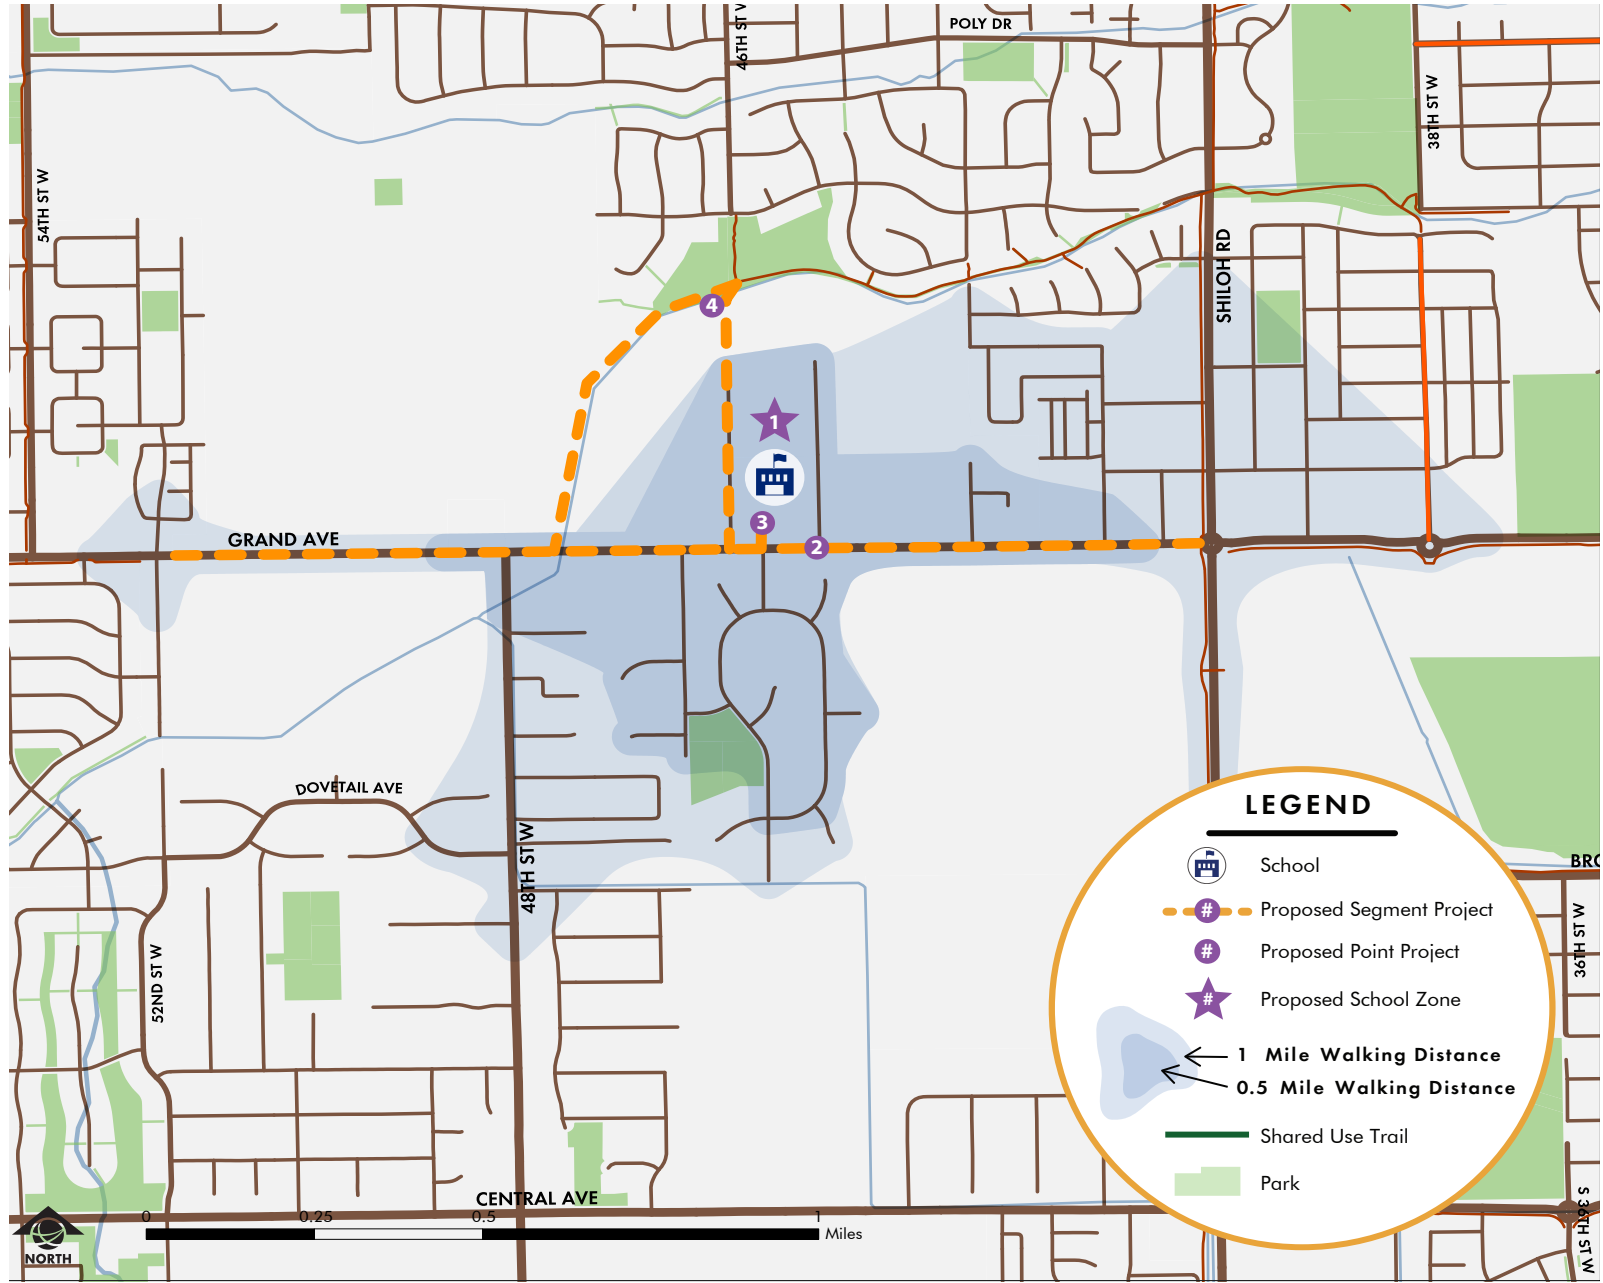 POLY DR
46TH ST W
38TH ST W
54TH ST W
SHILOH RD
4
1
3
2
GRAND AVE
DOVETAIL AVE
48TH ST W
52ND ST W
CENTRAL AVE
BRO
36TH ST W
S 36TH ST W
LEGEND
School
# Proposed Segment Project
# Proposed Point Project
# Proposed School Zone
1 Mile Walking Distance
0.5 Mile Walking Distance
Shared Use Trail
Park
0 0.25 0.5 1
Miles
NORTH